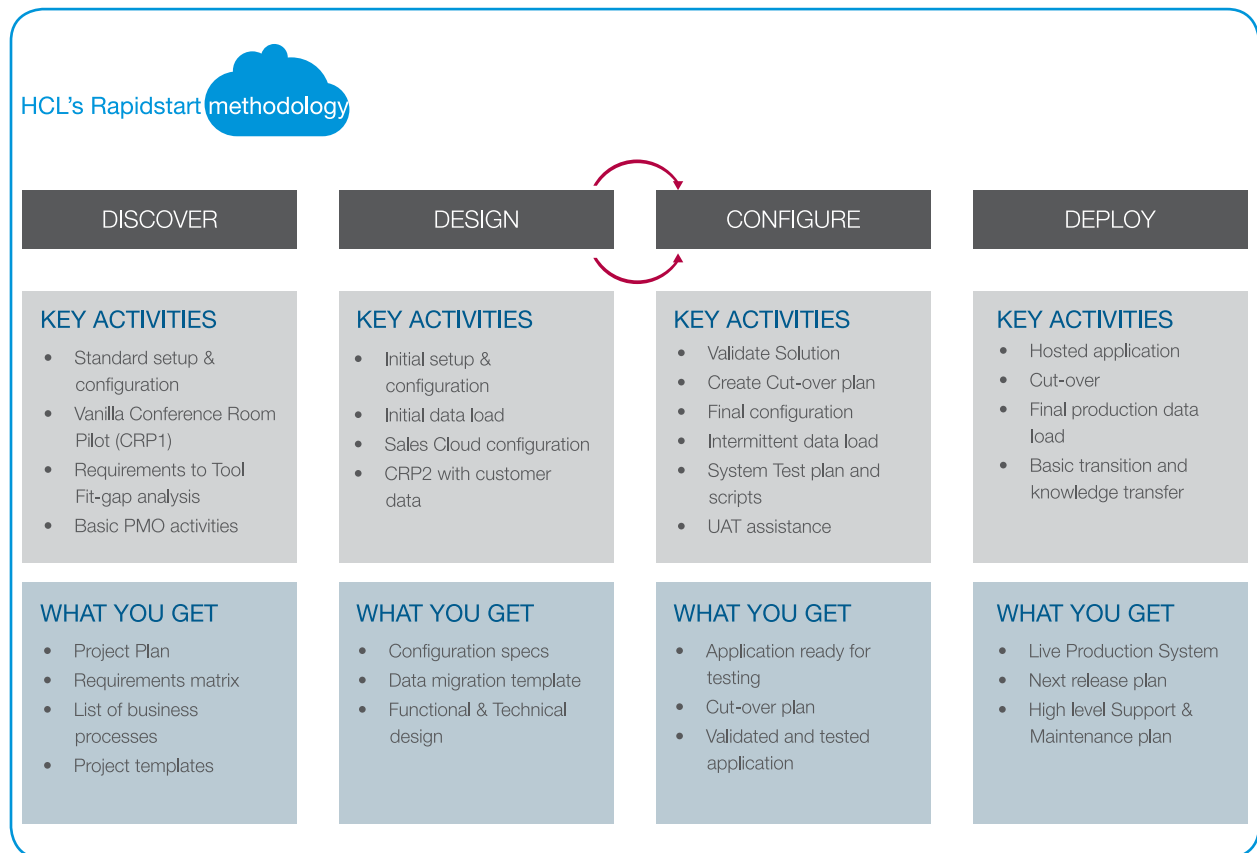 HCL's Rapidstart methodology
DISCOVER
KEY ACTIVITIES
• Standard setup &
configuration
• Vanilla Conference Room
Pilot (CRP1)
• Requirements to Tool
Fit-gap analysis
• Basic PMO activities
WHAT YOU GET
• Project Plan
• Requirements matrix
• List of business
processes
• Project templates
DESIGN
KEY ACTIVITIES
• Initial setup &
configuration
• Initial data load
• Sales Cloud configuration
• CRP2 with customer
data
WHAT YOU GET
• Configuration specs
• Data migration template
• Functional & Technical
design
CONFIGURE
KEY ACTIVITIES
• Validate Solution
• Create Cut-over plan
• Final configuration
• Intermittent data load
• System Test plan and
scripts
• UAT assistance
WHAT YOU GET
• Application ready for
testing
• Cut-over plan
• Validated and tested
application
DEPLOY
KEY ACTIVITIES
• Hosted application
• Cut-over
• Final production data
load
• Basic transition and
knowledge transfer
WHAT YOU GET
• Live Production System
• Next release plan
• High level Support &
Maintenance plan